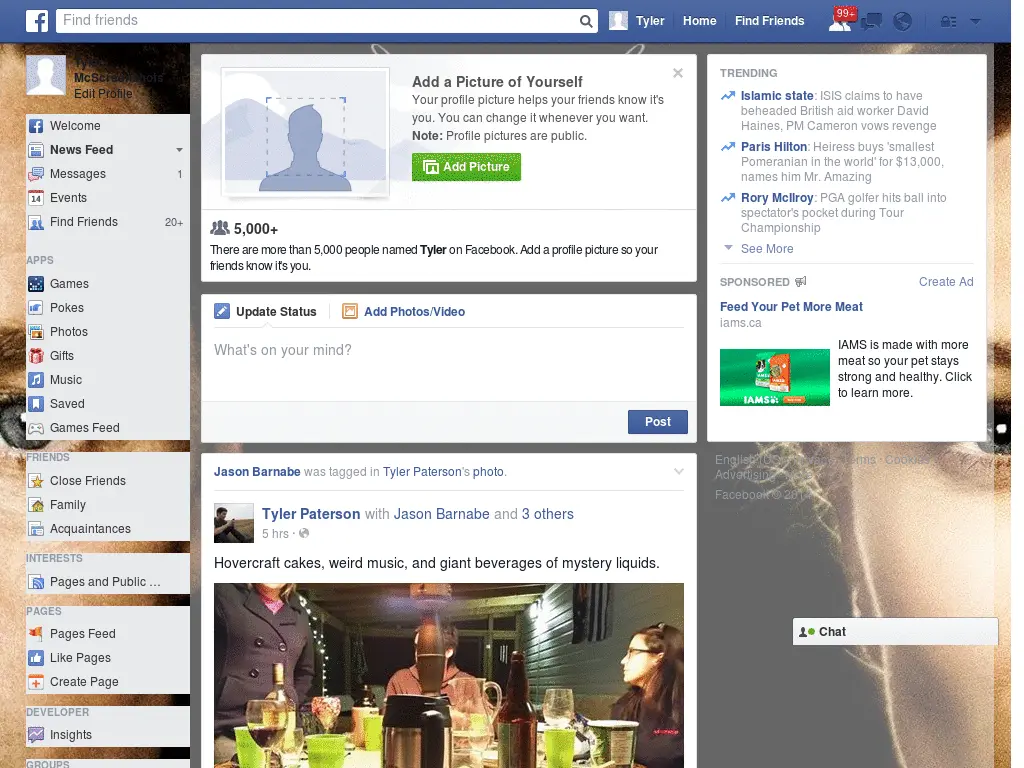 Find friends
Tyler
Home
Find Friends
99+
Tyler
McScreenshots
Edit Profile
Welcome
News Feed
Messages 1
14 Events
Find Friends 20+
APPS
Games
Pokes
Photos
Gifts
Music
Saved
Games Feed
FRIENDS
Close Friends
Family
Acquaintances
INTERESTS
Pages and Public ...
PAGES
Pages Feed
Like Pages
Create Page
DEVELOPER
Insights
GROUPS
Add a Picture of Yourself
Your profile picture helps your friends know it's
you. You can change it whenever you want.
Note: Profile pictures are public.
Add Picture
5,000+
There are more than 5,000 people named Tyler on Facebook. Add a profile picture so your
friends know it's you.
Update Status
Add Photos/Video
What's on your mind?
Post
Jason Barnabe was tagged in Tyler Paterson's photo.
Tyler Paterson with Jason Barnabe and 3 others
5 hrs ·
Hovercraft cakes, weird music, and giant beverages of mystery liquids.
TRENDING
Islamic state: ISIS claims to have
beheaded British aid worker David
Haines, PM Cameron vows revenge
Paris Hilton: Heiress buys 'smallest
Pomeranian in the world' for $13,000,
names him Mr. Amazing
Rory McIlroy: PGA golfer hits ball into
spectator's pocket during Tour
Championship
See More
SPONSORED
Create Ad
Feed Your Pet More Meat
iams.ca
IAMS
IAMS is made with more
meat so your pet stays
strong and healthy. Click
to learn more.
English · Terms · Cookies
Advertising
Facebook ©
Chat